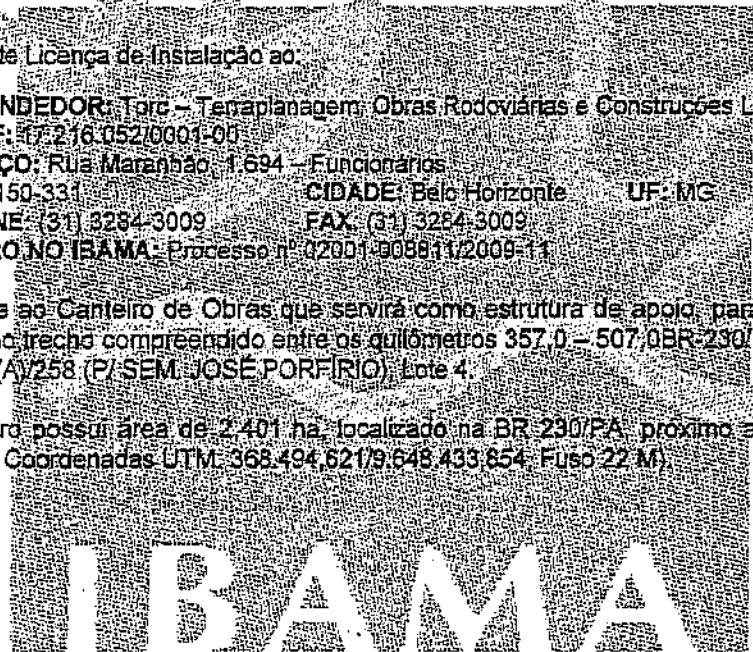 te Licença de Instalação ao:
NDEDOR: Torc – Terraplanagem, Obras Rodoviárias e Construções L
F: 17.216.052/0001-00
ÇO: Rua Maranhão, 1.694 – Funcionários
150-331 CIDADE: Belo Horizonte UF: MG
NE: (31) 3284-3009 FAX: (31) 3284-3009
RO NO IBAMA: Processo nº 02001-008811/2009-11
e ao Canteiro de Obras que servirá como estrutura de apoio, par
o trecho compreendido entre os quilômetros 357,0 – 507,0BR-230/
(A)/258 (P/ SEM. JOSÉ PORFÍRIO), Lote 4.
ro possui área de 2,401 ha, localizado na BR 230/PA, próximo a
Coordenadas UTM: 368.494,621/9.648.433,854, Fuso 22 M).
IBAMA